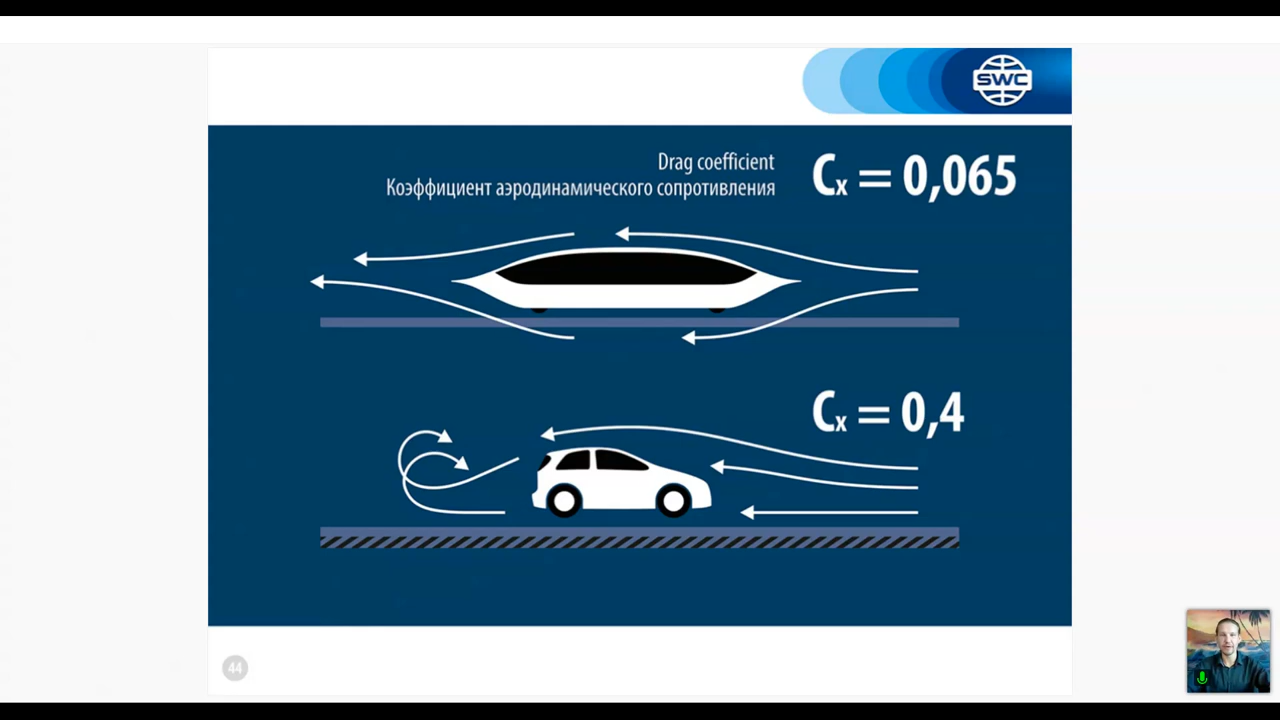 SWC
Drag coefficient
Коэффициент аэродинамического сопротивления
Cx = 0,065
Cx = 0,4
44